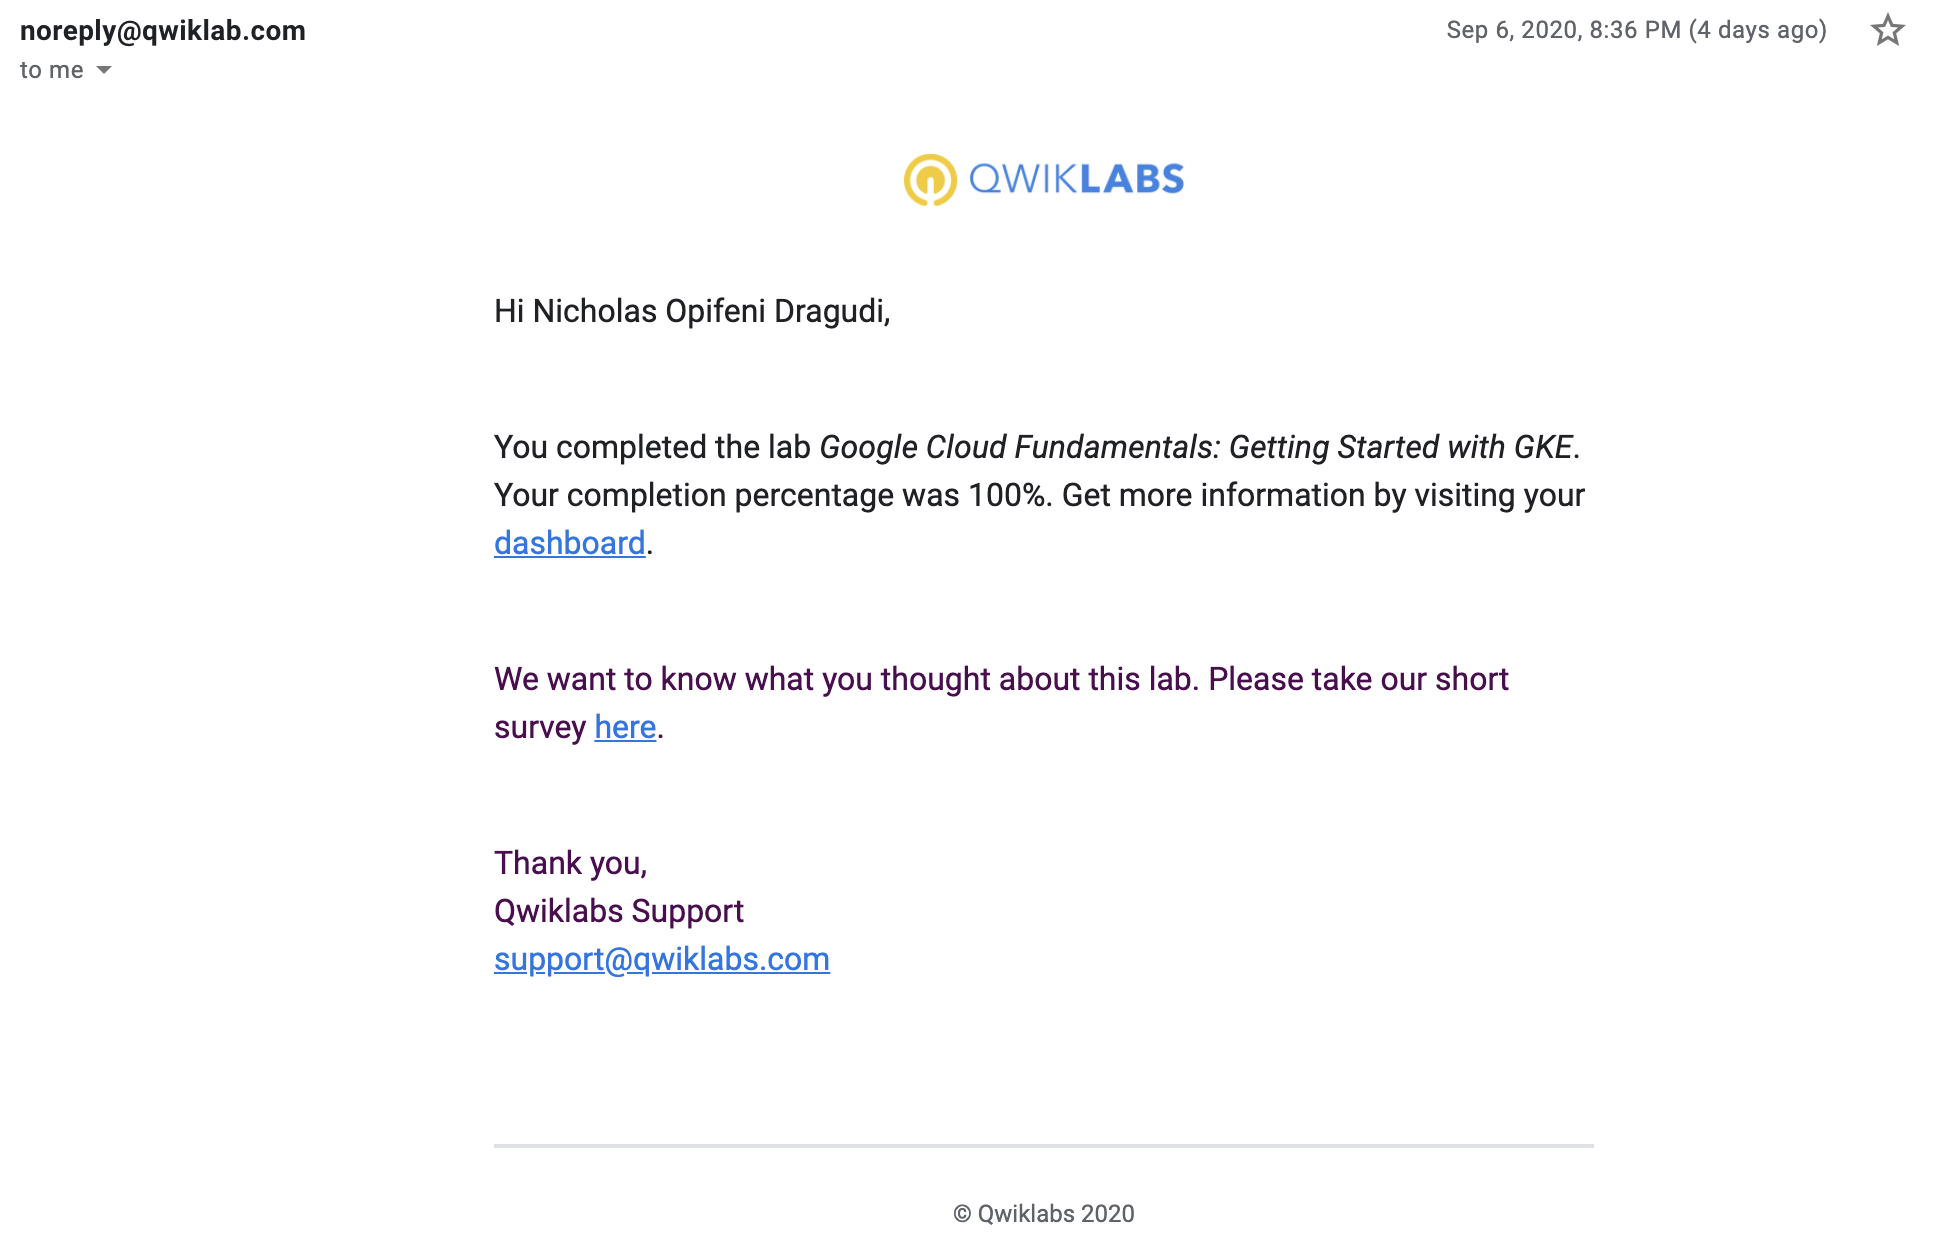 noreply@qwiklab.com
Sep 6, 2020, 8:36 PM (4 days ago)
to me
QWIKLABS
Hi Nicholas Opifeni Dragudi,
You completed the lab Google Cloud Fundamentals: Getting Started with GKE.
Your completion percentage was 100%. Get more information by visiting your
dashboard.
We want to know what you thought about this lab. Please take our short
survey here.
Thank you,
Qwiklabs Support
support@qwiklabs.com
© Qwiklabs 2020